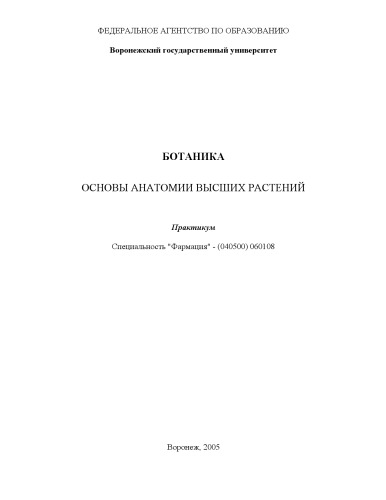 ФЕДЕРАЛЬНОЕ АГЕНТСТВО ПО ОБРАЗОВАНИЮ
Воронежский государственный университет
БОТАНИКА
ОСНОВЫ АНАТОМИИ ВЫСШИХ РАСТЕНИЙ
Практикум
Специальность "Фармация" - (040500) 060108
Воронеж, 2005